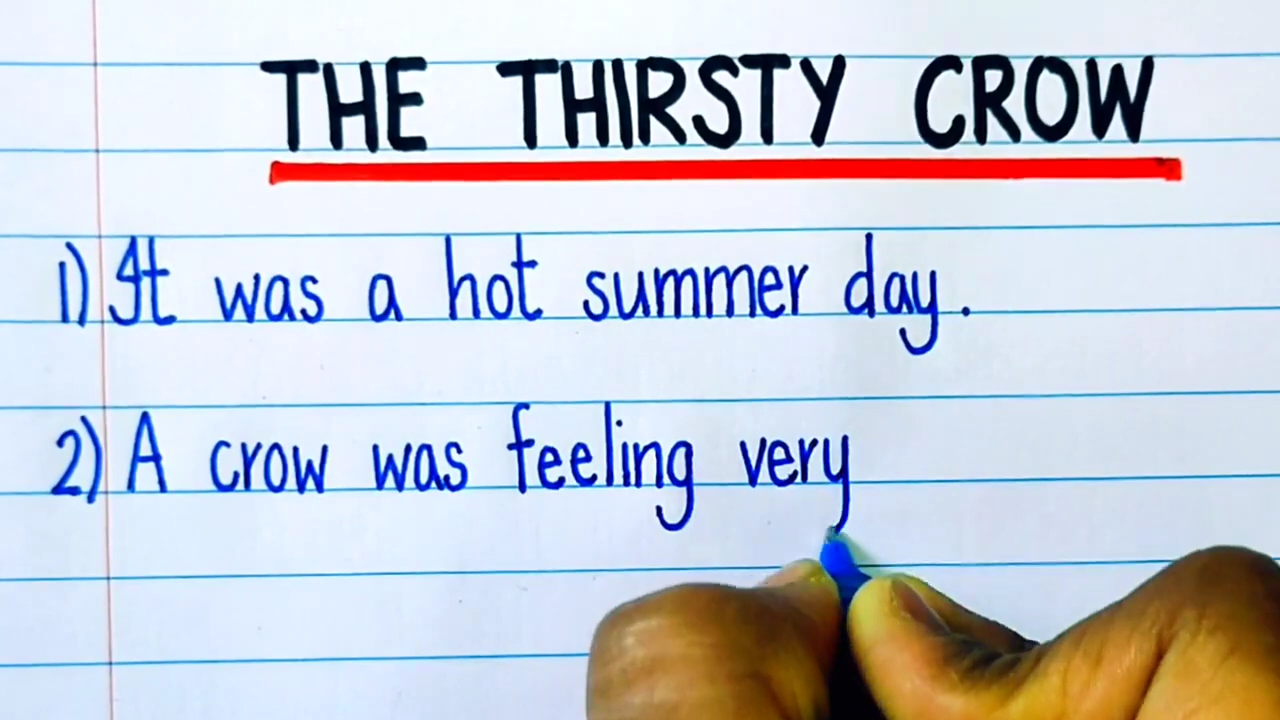 THE THIRSTY CROW
1) It was a hot summer day.
2) A crow was feeling very